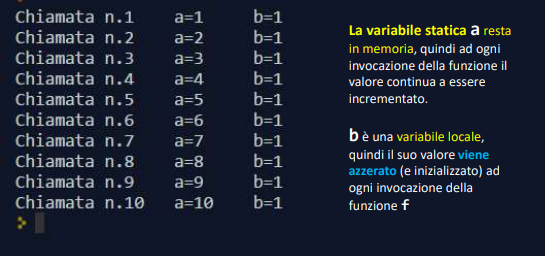 Chiamata n.1 a=1 b=1
Chiamata n.2 a=2 b=1
Chiamata n.3 a=3 b=1
Chiamata n.4 a=4 b=1
Chiamata n.5 a=5 b=1
Chiamata n.6 a=6 b=1
Chiamata n.7 a=7 b=1
Chiamata n.8 a=8 b=1
Chiamata n.9 a=9 b=1
Chiamata n.10 a=10 b=1
>
La variabile statica a resta
in memoria, quindi ad ogni
invocazione della funzione il
valore continua a essere
incrementato.
b è una variabile locale,
quindi il suo valore viene
azzerato (e inizializzato) ad
ogni invocazione della
funzione f